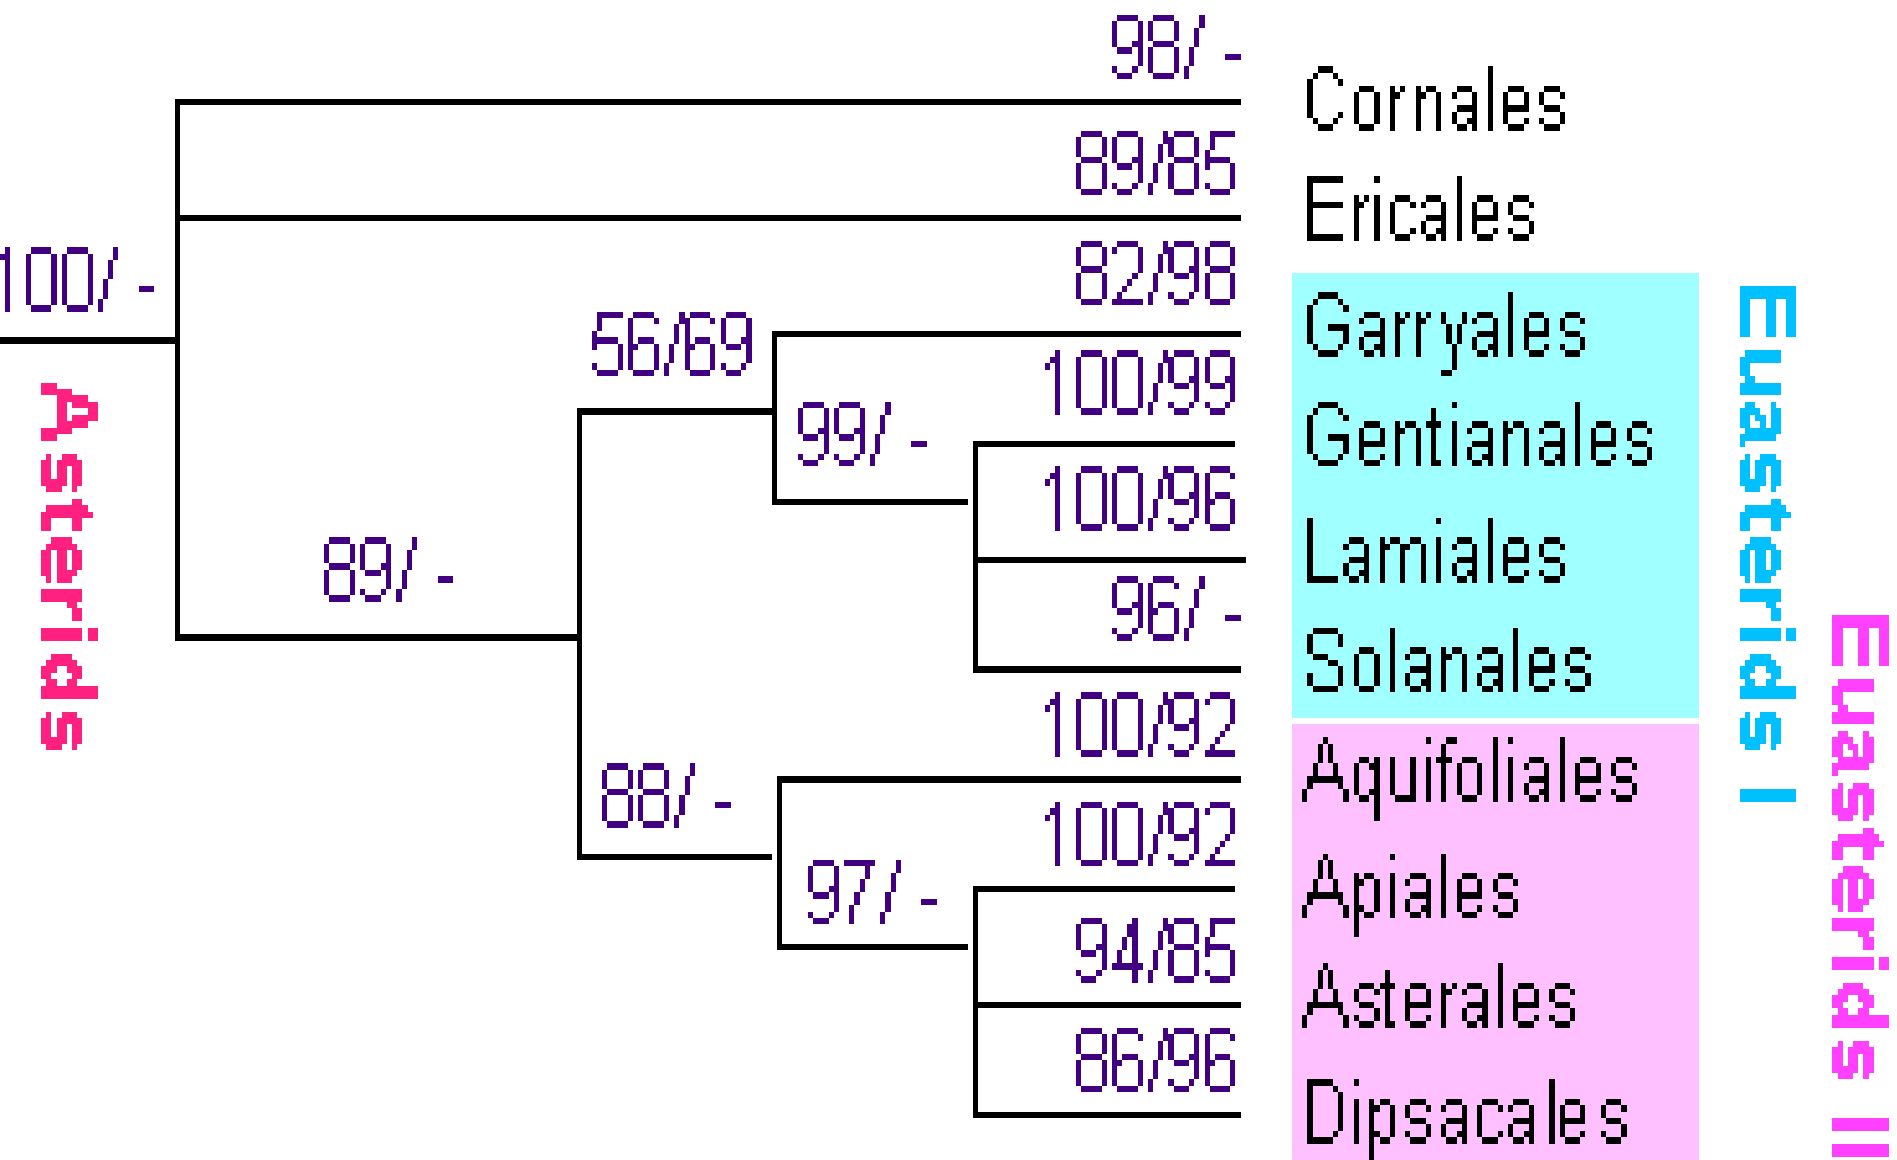 98/ -
Cornales
89/85
Ericales
100/ -
82/98
Garryales
56/69
100/99
99/ -
Gentianales
100/96
Lamiales
89/ -
96/ -
Solanales
100/92
Aquifoliales
88/ -
100/92
97/ -
Apiales
94/85
Asterales
86/96
Dipsacales
Asterids
Euasterids I
Euasterids II